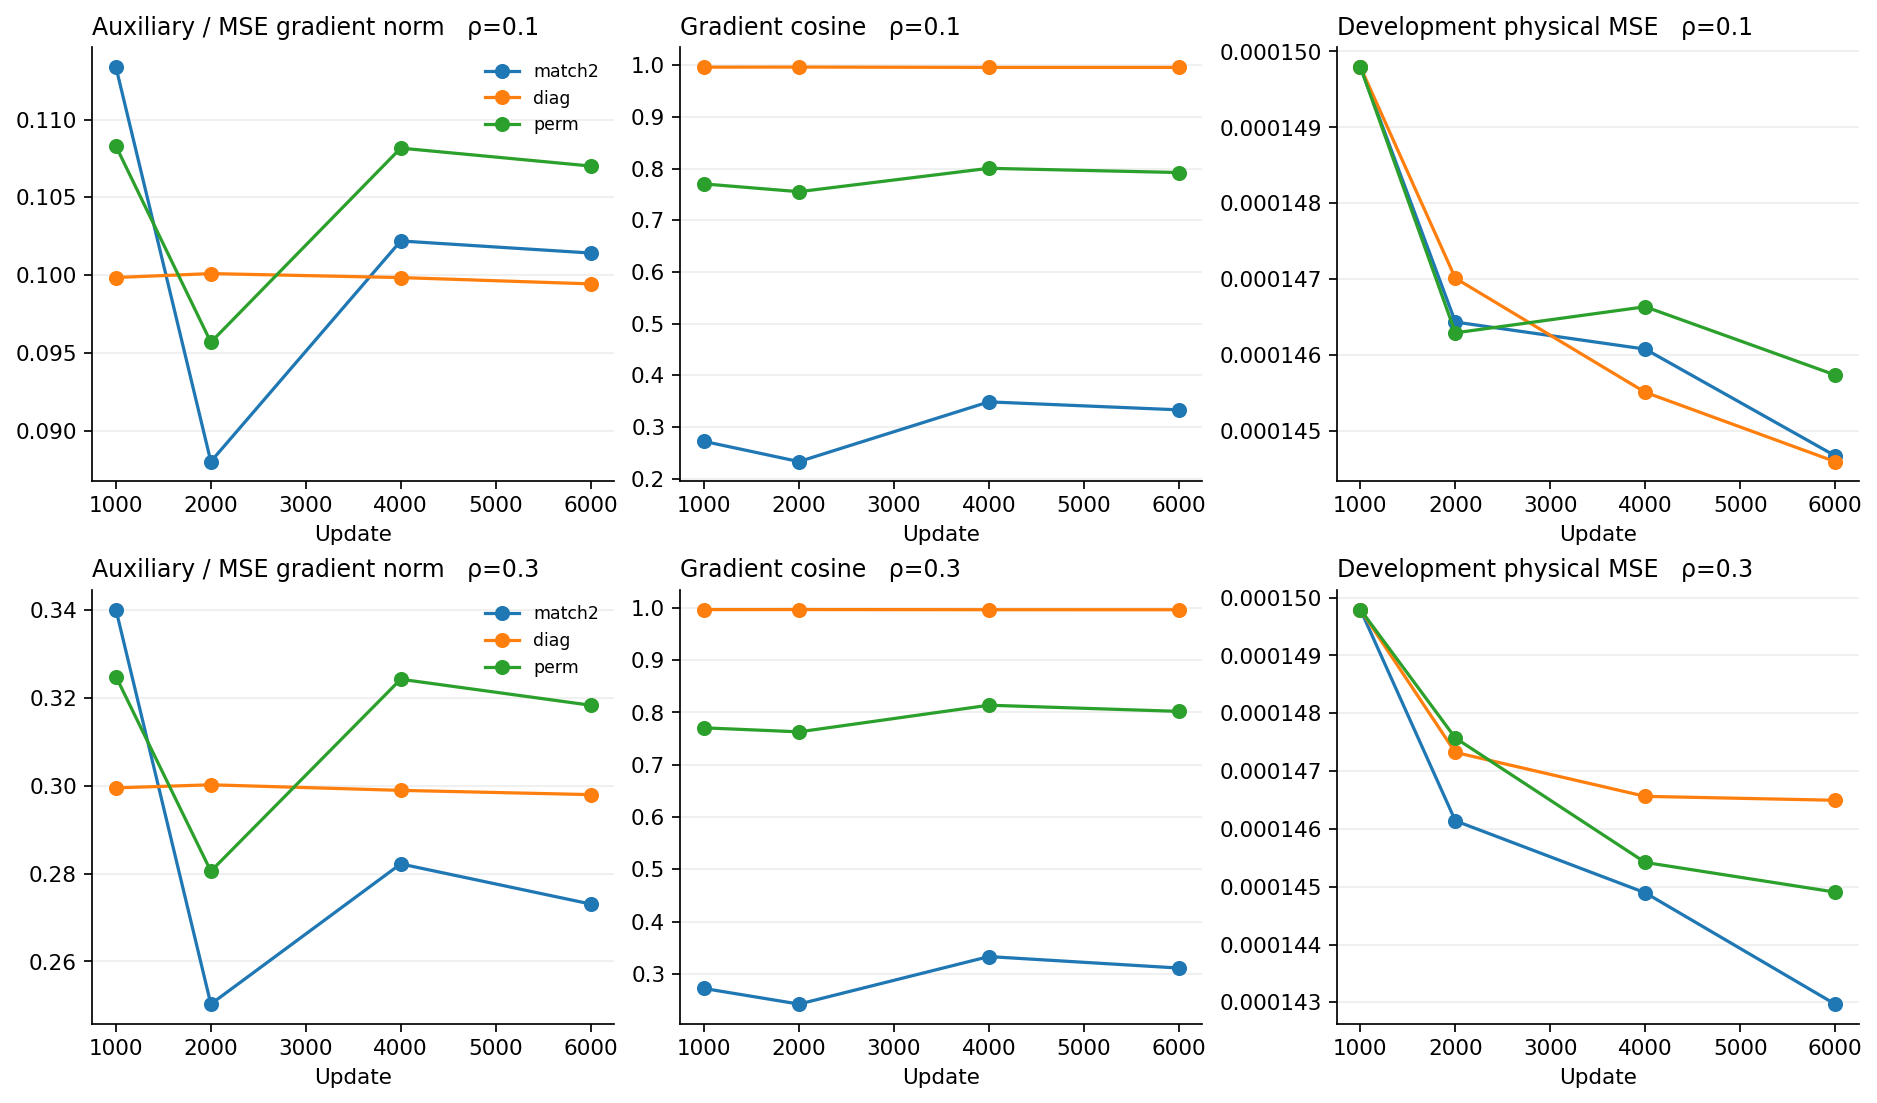 Auxiliary / MSE gradient norm ρ=0.1
0.110
0.105
0.100
0.095
0.090
match2
diag
perm
1000 2000 3000 4000 5000 6000
Update
Gradient cosine ρ=0.1
1.0
0.9
0.8
0.7
0.6
0.5
0.4
0.3
0.2
1000 2000 3000 4000 5000 6000
Update
Development physical MSE ρ=0.1
0.000150
0.000149
0.000148
0.000147
0.000146
0.000145
1000 2000 3000 4000 5000 6000
Update
Auxiliary / MSE gradient norm ρ=0.3
0.34
0.32
0.30
0.28
0.26
match2
diag
perm
1000 2000 3000 4000 5000 6000
Update
Gradient cosine ρ=0.3
1.0
0.9
0.8
0.7
0.6
0.5
0.4
0.3
1000 2000 3000 4000 5000 6000
Update
Development physical MSE ρ=0.3
0.000150
0.000149
0.000148
0.000147
0.000146
0.000145
0.000144
0.000143
1000 2000 3000 4000 5000 6000
Update